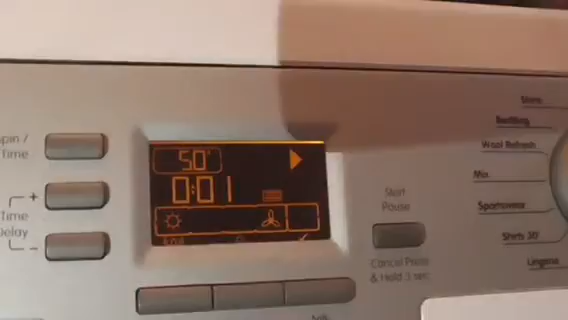 Spin /
Time
+
Time
Delay
-
50°
0:01
Start
Pause
Cancel Press
& Hold 3 sec
Bedding
Wool Refresh
Mix
Sportswear
Shirts 30'
Lingerie